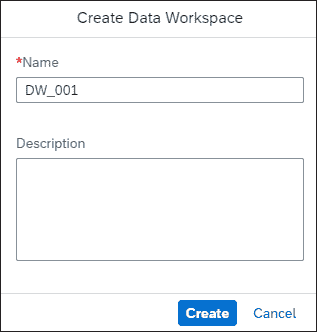 Create Data Workspace
*Name
DW_001
Description
Create Cancel